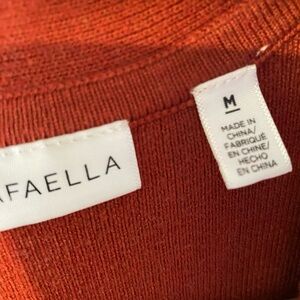 AFAELLA
M
MADE IN
CHINA/
FABRIQUÉ
EN CHINE/
HECHO
EN CHINA